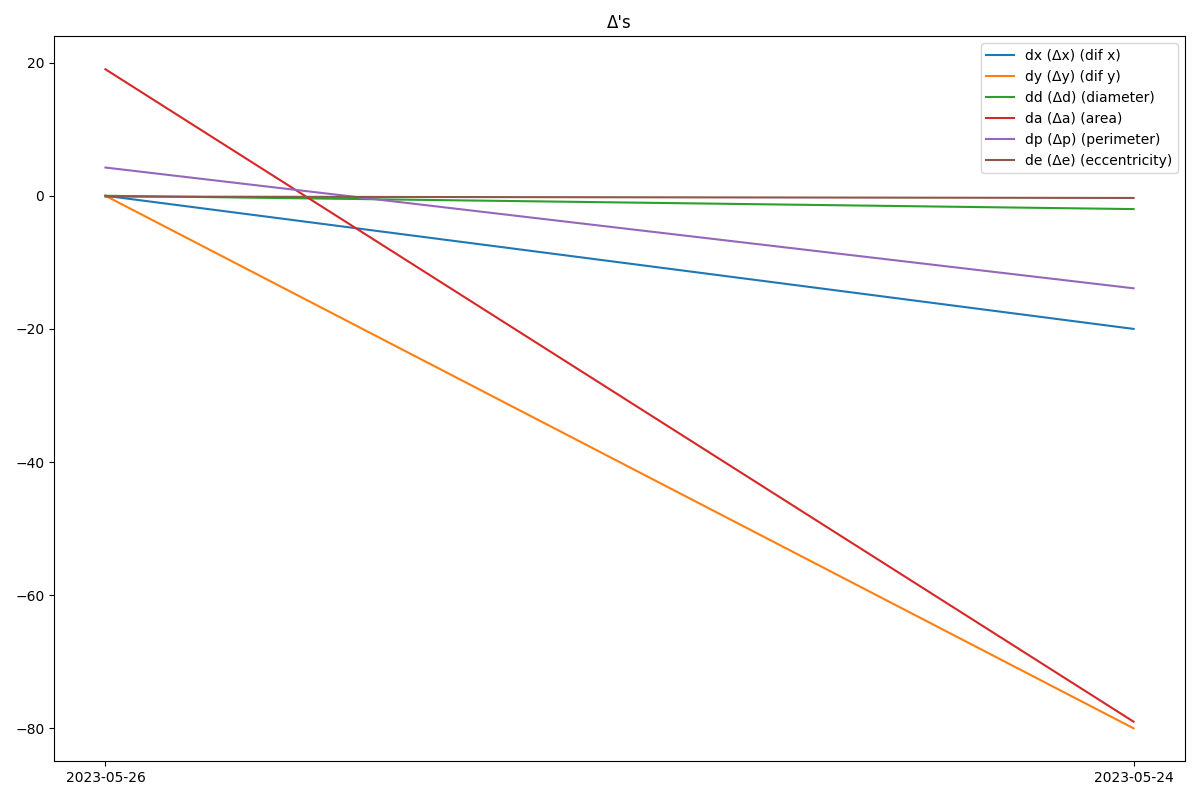 Δ's
dx (Δx) (dif x)
dy (Δy) (dif y)
dd (Δd) (diameter)
da (Δa) (area)
dp (Δp) (perimeter)
de (Δe) (eccentricity)
20
0
−20
−40
−60
−80
2023-05-26 2023-05-24